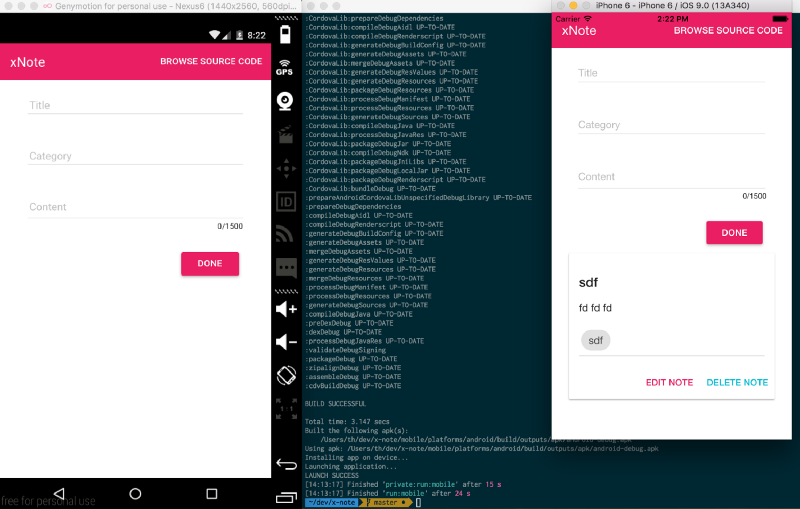 Genymotion for personal use - Nexus6 (1440x2560, 560dpi...
8:22
xNote
BROWSE SOURCE CODE
Title
Category
Content
0/1500
DONE
GPS
ID
1:1
free for personal use
:CordovaLib:prepareDebugDependencies
:CordovaLib:compileDebugAidl UP-TO-DATE
:CordovaLib:compileDebugRenderscript UP-TO-DATE
:CordovaLib:generateDebugBuildConfig UP-TO-DATE
:CordovaLib:generateDebugAssets UP-TO-DATE
:CordovaLib:mergeDebugAssets UP-TO-DATE
:CordovaLib:generateDebugResValues UP-TO-DATE
:CordovaLib:generateDebugResources UP-TO-DATE
:CordovaLib:packageDebugResources UP-TO-DATE
:CordovaLib:processDebugManifest UP-TO-DATE
:CordovaLib:processDebugResources UP-TO-DATE
:CordovaLib:generateDebugSources UP-TO-DATE
:CordovaLib:compileDebugJava UP-TO-DATE
:CordovaLib:processDebugJavaRes UP-TO-DATE
:CordovaLib:packageDebugJar UP-TO-DATE
:CordovaLib:compileDebugNdk UP-TO-DATE
:CordovaLib:packageDebugJniLibs UP-TO-DATE
:CordovaLib:packageDebugLocalJar UP-TO-DATE
:CordovaLib:packageDebugRenderscript UP-TO-DATE
:CordovaLib:bundleDebug UP-TO-DATE
:prepareAndroidCordovaLibUnspecifiedDebugLibrary UP-TO-DATE
:prepareDebugDependencies
:compileDebugAidl UP-TO-DATE
:compileDebugRenderscript UP-TO-DATE
:generateDebugBuildConfig UP-TO-DATE
:generateDebugAssets UP-TO-DATE
:mergeDebugAssets UP-TO-DATE
:generateDebugResValues UP-TO-DATE
:generateDebugResources UP-TO-DATE
:mergeDebugResources UP-TO-DATE
:processDebugManifest UP-TO-DATE
:processDebugResources UP-TO-DATE
:generateDebugSources UP-TO-DATE
:compileDebugJava UP-TO-DATE
:preDexDebug UP-TO-DATE
:dexDebug UP-TO-DATE
:processDebugJavaRes UP-TO-DATE
:validateDebugSigning
:packageDebug UP-TO-DATE
:zipalignDebug UP-TO-DATE
:assembleDebug UP-TO-DATE
:cdvBuildDebug UP-TO-DATE
BUILD SUCCESSFUL
Total time: 3.147 secs
Built the following apk(s):
/Users/th/dev/x-note/mobile/platforms/android/build/outputs/apk/android-debug.apk
Using apk: /Users/th/dev/x-note/mobile/platforms/android/build/outputs/apk/android-debug.apk
Installing app on device...
Launching application...
LAUNCH SUCCESS
[14:13:17] Finished 'private:run:mobile' after 15 s
[14:13:17] Finished 'run:mobile' after 24 s
~/dev/x-note master
iPhone 6 - iPhone 6 / iOS 9.0 (13A340)
Carrier 2:22 PM
xNote
BROWSE SOURCE CODE
Title
Category
Content
0/1500
DONE
sdf
fd fd fd
sdf
EDIT NOTE DELETE NOTE